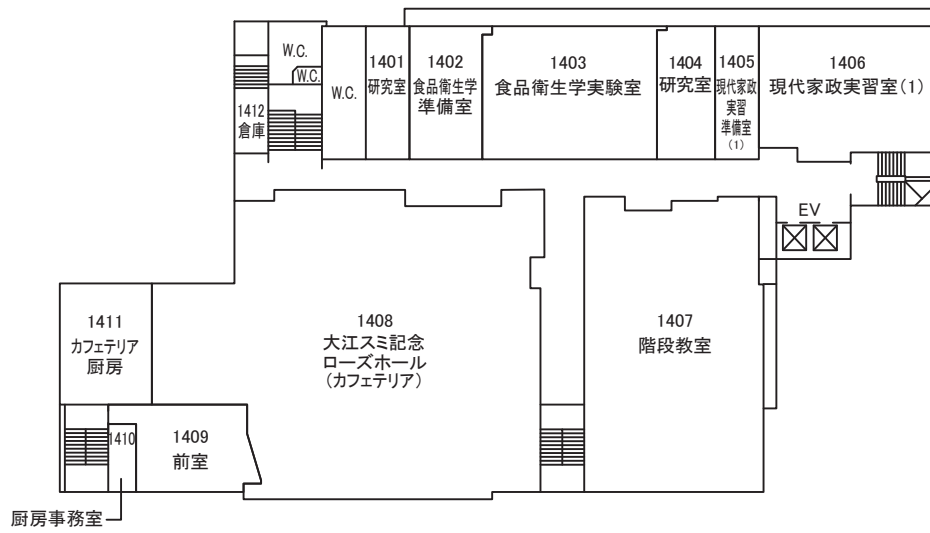 W.C.
W.C.
1412
倉庫
W.C.
1401
研究室
1402
食品衛生学
準備室
1403
食品衛生学実験室
1404
研究室
1405
現代家政
実習
準備室
(1)
1406
現代家政実習室(1)
EV
1411
カフェテリア
厨房
1408
大江スミ記念
ローズホール
(カフェテリア)
1407
階段教室
1410
1409
前室
厨房事務室